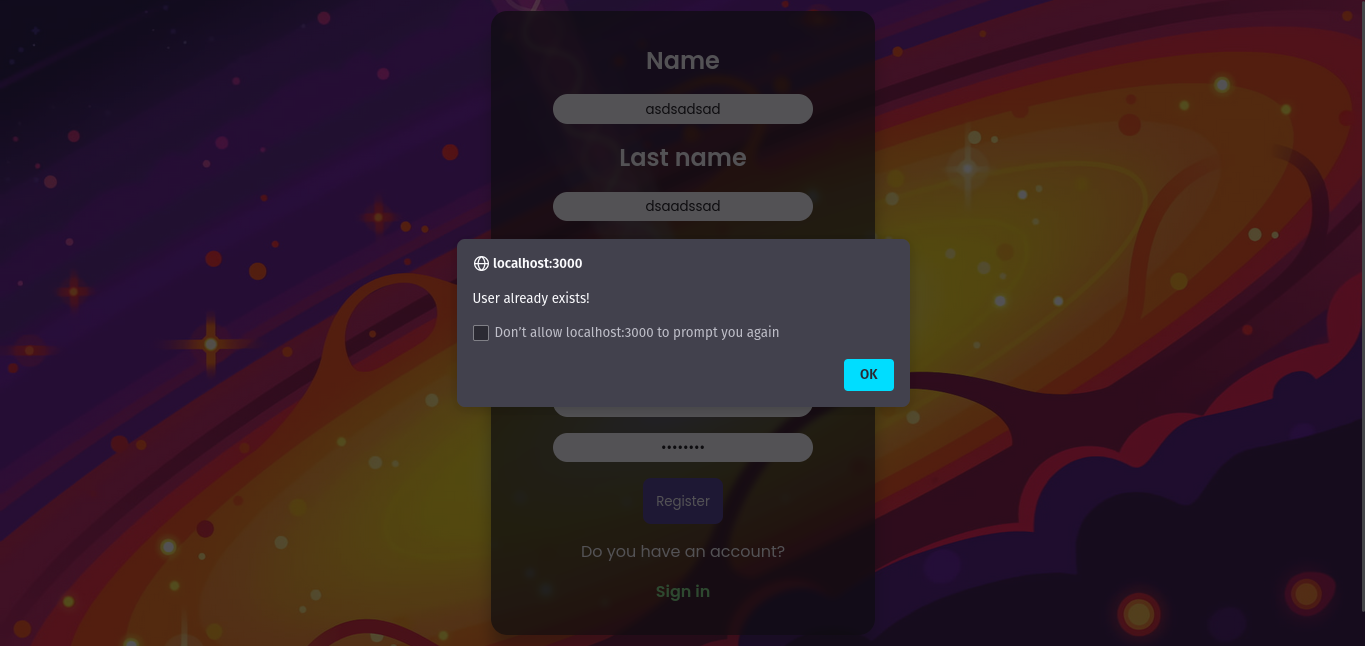 Name
asdsadsad
Last name
dsaadssad
localhost:3000
User already exists!
Don't allow localhost:3000 to prompt you again
OK
••••••••
Register
Do you have an account?
Sign in